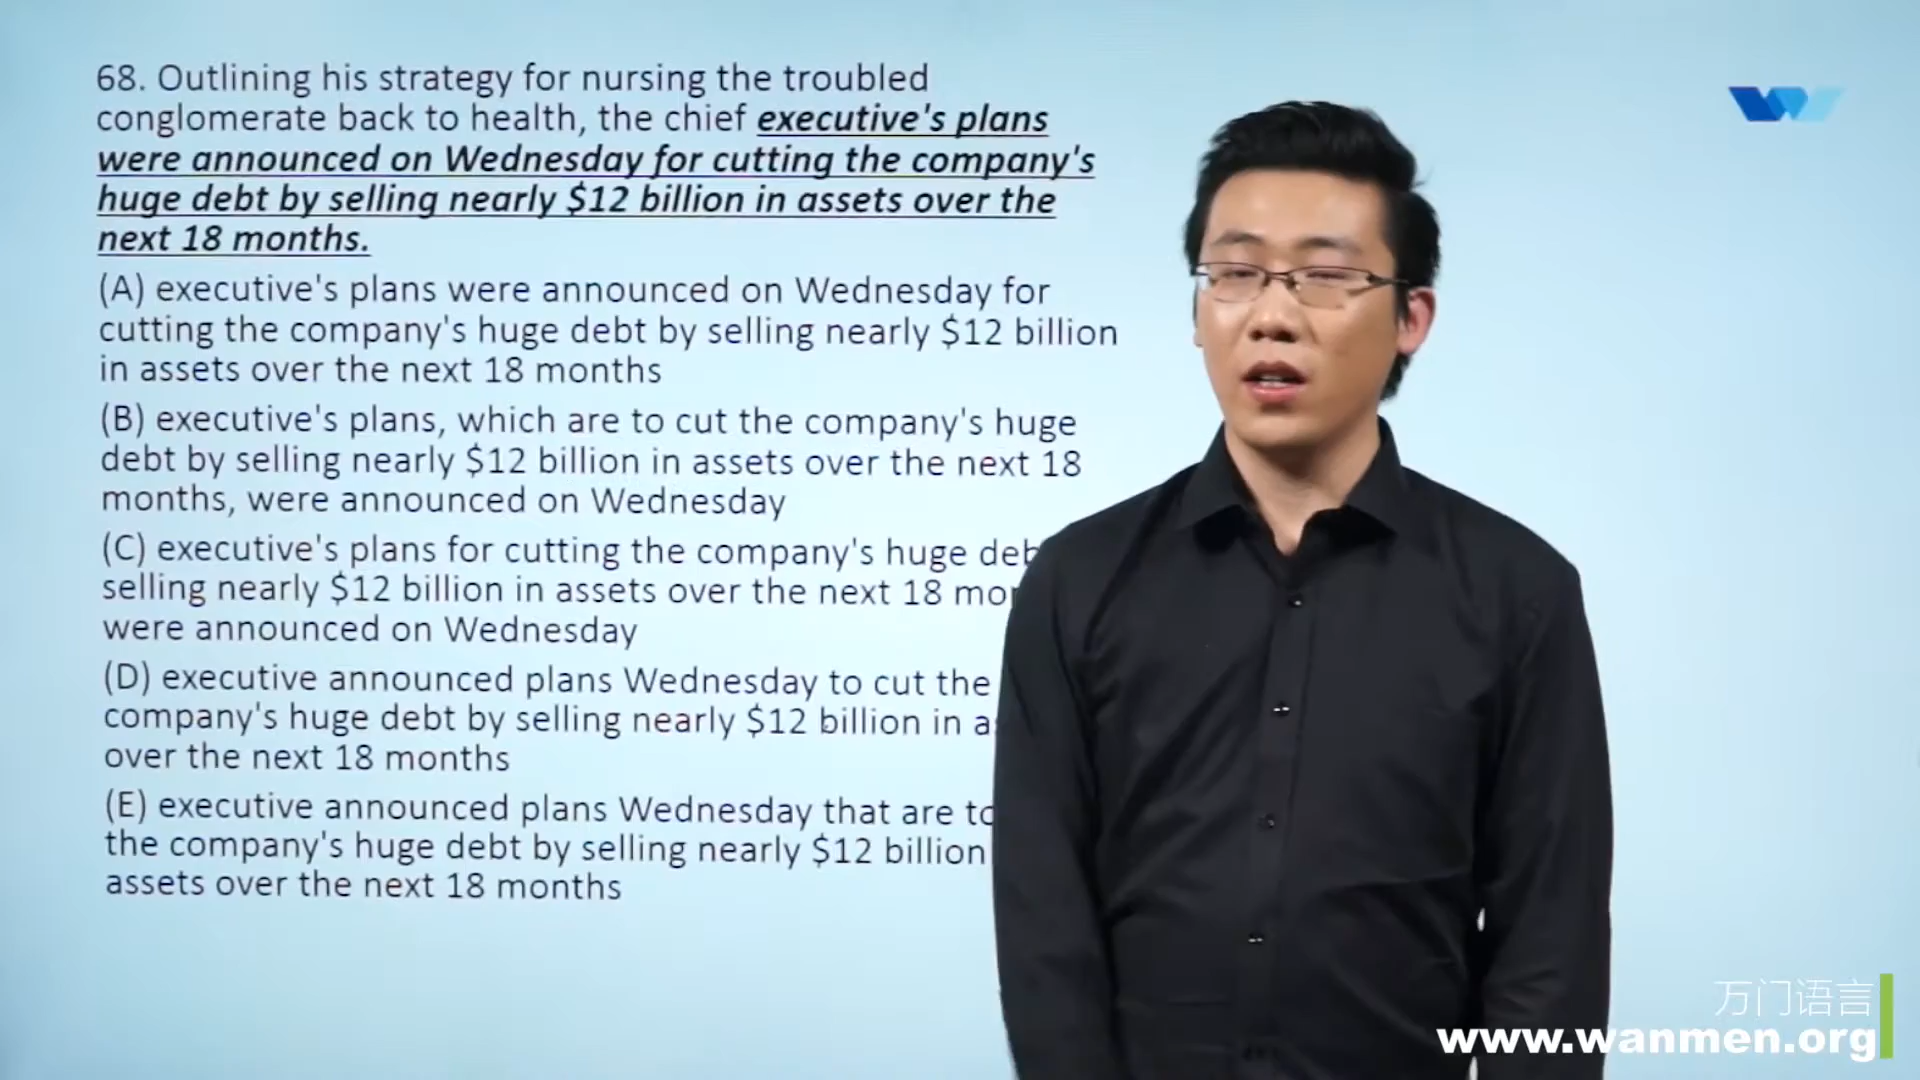 68. Outlining his strategy for nursing the troubled
conglomerate back to health, the chief executive's plans
were announced on Wednesday for cutting the company's
huge debt by selling nearly $12 billion in assets over the
next 18 months.
(A) executive's plans were announced on Wednesday for
cutting the company's huge debt by selling nearly $12 billion
in assets over the next 18 months
(B) executive's plans, which are to cut the company's huge
debt by selling nearly $12 billion in assets over the next 18
months, were announced on Wednesday
(C) executive's plans for cutting the company's huge
selling nearly $12 billion in assets over the next 18
were announced on Wednesday
(D) executive announced plans Wednesday to cut the
company's huge debt by selling nearly $12 billion in
over the next 18 months
(E) executive announced plans Wednesday that are
the company's huge debt by selling nearly $12 billion
assets over the next 18 months
万门语言
www.wanmen.org